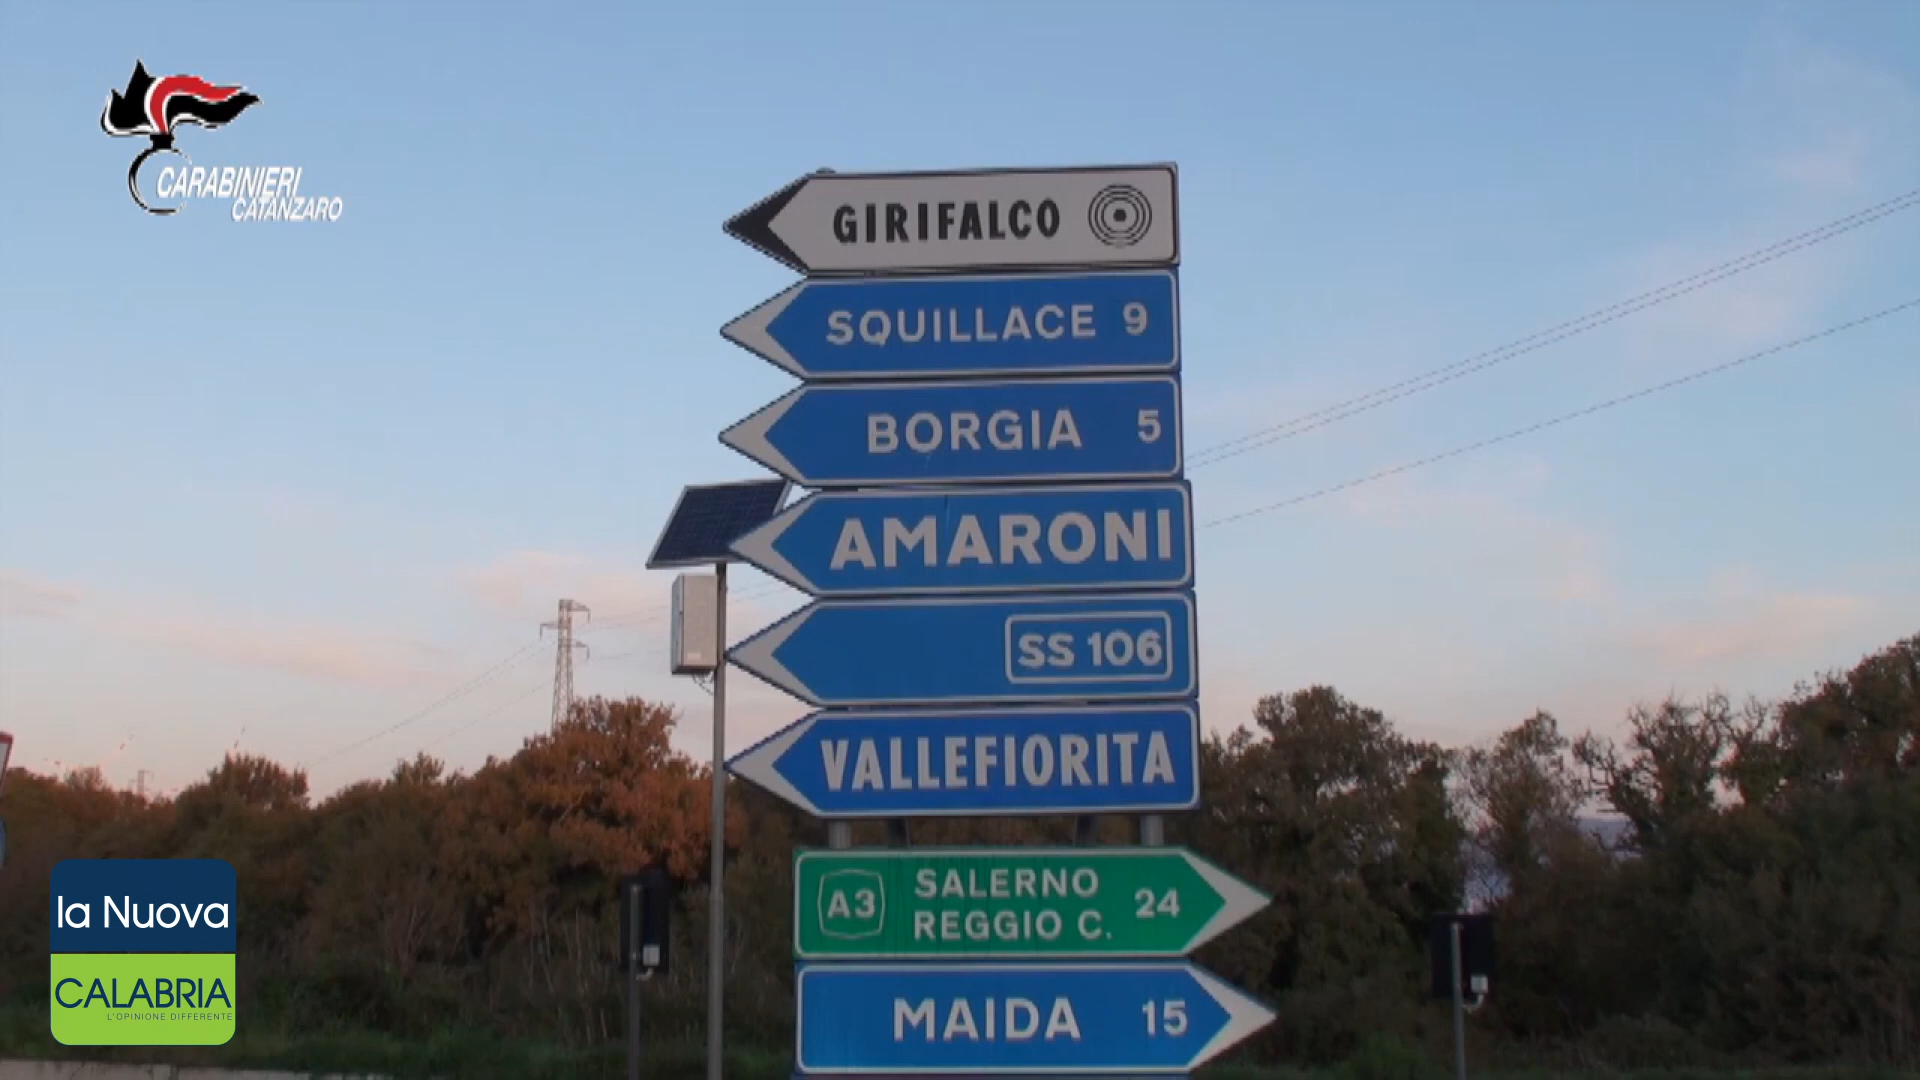 CARABINIERI
CATANZARO
GIRIFALCO
SQUILLACE 9
BORGIA 5
AMARONI
SS 106
VALLEFIORITA
A3 SALERNO
REGGIO C. 24
MAIDA 15
la Nuova
CALABRIA
L'OPINIONE DIFFERENTE